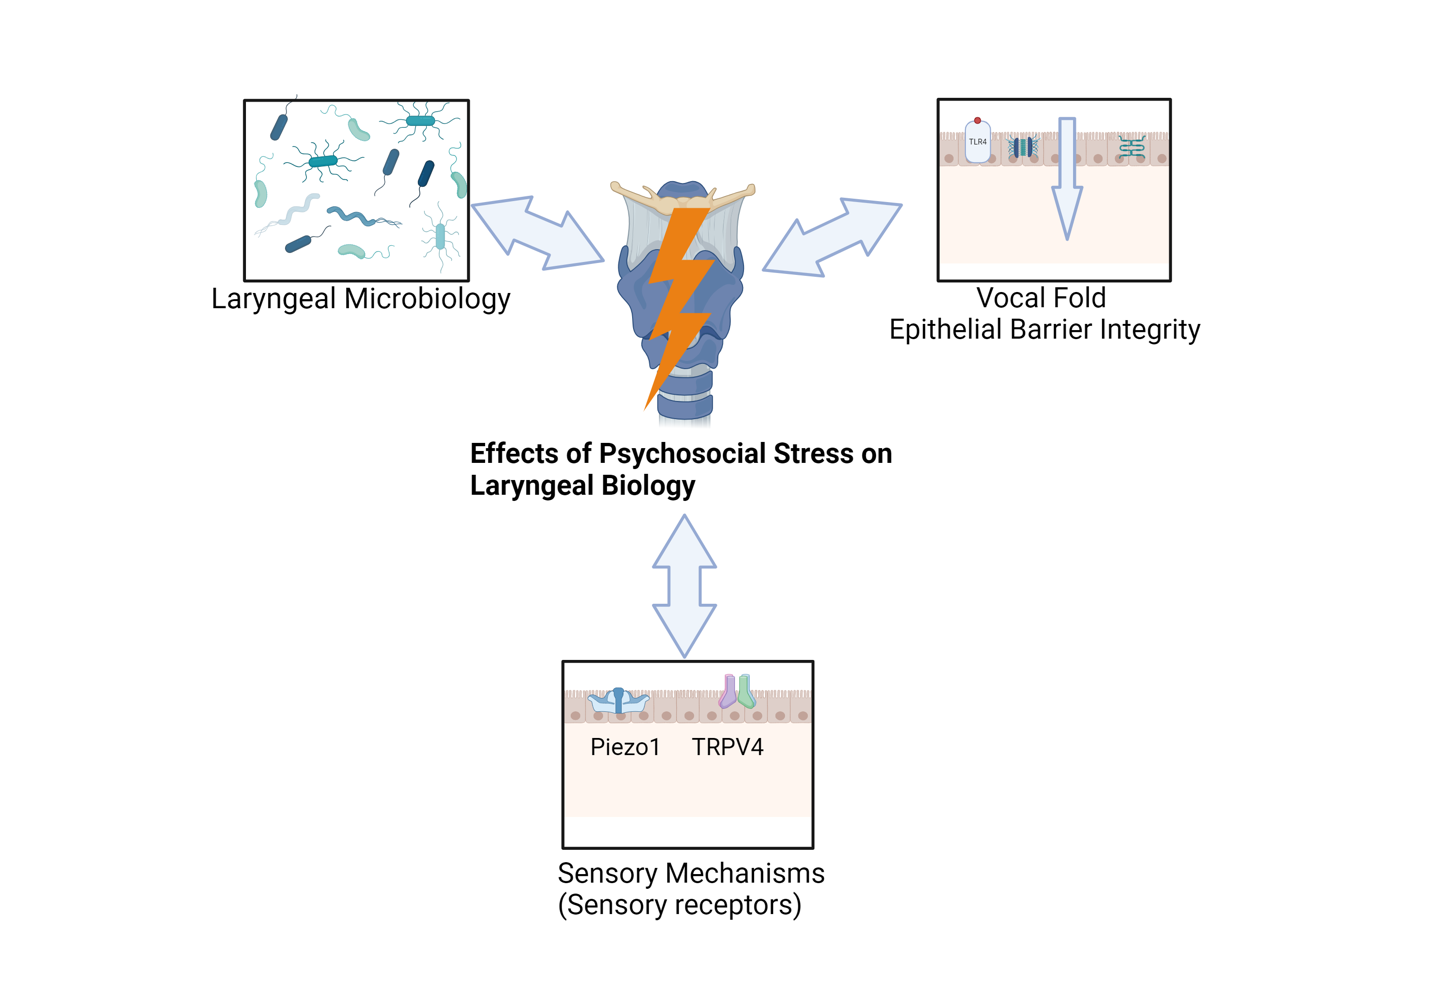 TLR4
Laryngeal Microbiology
Vocal Fold
Epithelial Barrier Integrity
Effects of Psychosocial Stress on
Laryngeal Biology
Piezo1 TRPV4
Sensory Mechanisms
(Sensory receptors)